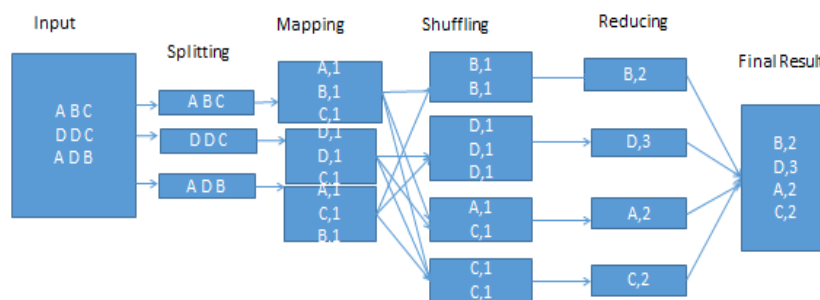 Input
Splitting
Mapping
Shuffling
Reducing
Final Result
A B C
D D C
A D B
A B C
D D C
A D B
A,1
B,1
C,1
D,1
D,1
C,1
A,1
C,1
B,1
B,1
B,1
D,1
D,1
D,1
A,1
C,1
C,1
C,1
B,2
D,3
A,2
C,2
B,2
D,3
A,2
C,2